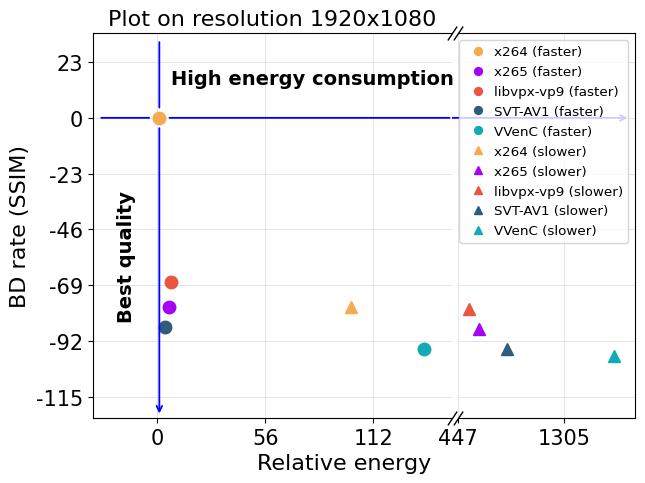 Plot on resolution 1920x1080
BD rate (SSIM)
23
0
-23
-46
-69
-92
-115
High energy consumption
Best quality
x264 (faster)
x265 (faster)
libvpx-vp9 (faster)
SVT-AV1 (faster)
VVenC (faster)
x264 (slower)
x265 (slower)
libvpx-vp9 (slower)
SVT-AV1 (slower)
VVenC (slower)
0 56 112 447 1305
Relative energy